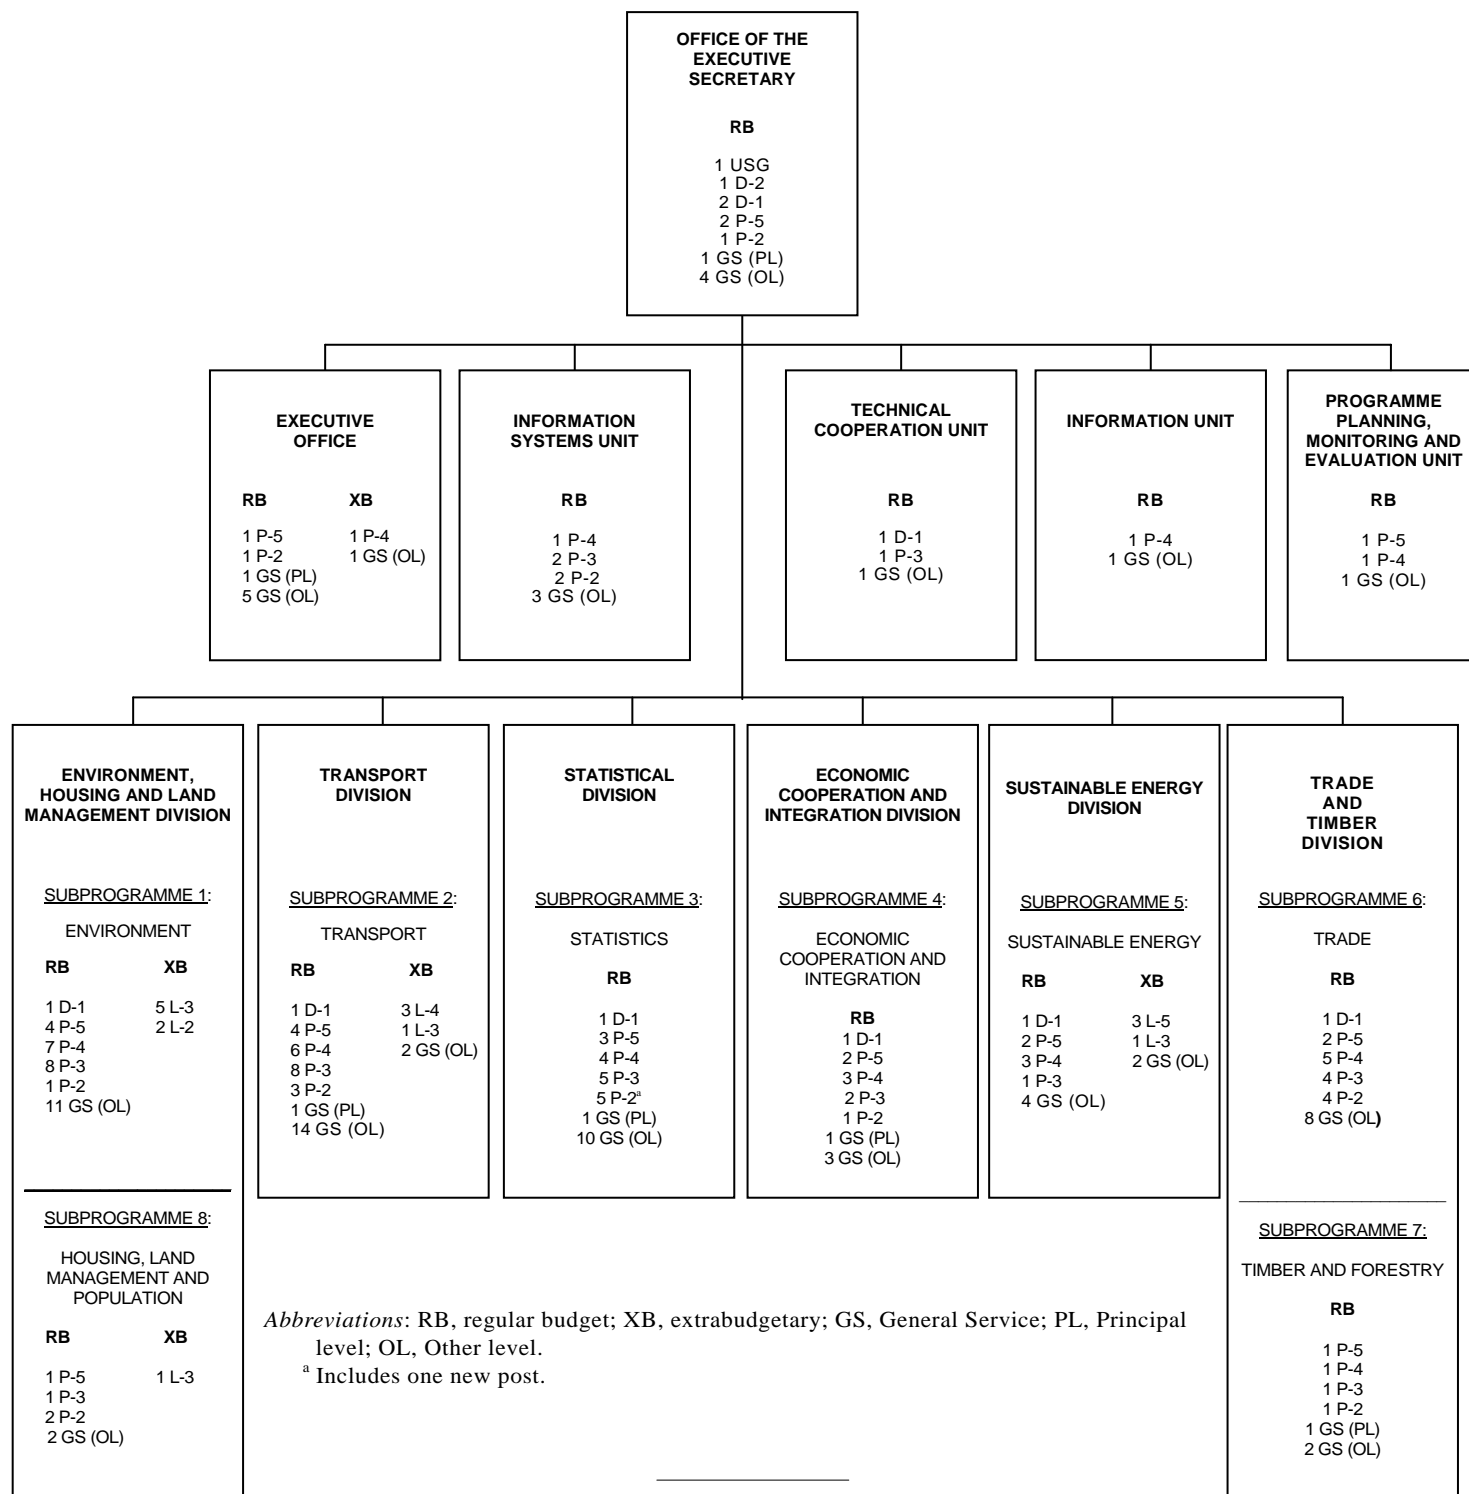 OFFICE OF THE
EXECUTIVE
SECRETARY
RB
1 USG
1 D-2
2 D-1
2 P-5
1 P-2
1 GS (PL)
4 GS (OL)
EXECUTIVE
OFFICE
RB XB
1 P-5 1 P-4
1 P-2 1 GS (OL)
1 GS (PL)
5 GS (OL)
INFORMATION
SYSTEMS UNIT
RB
1 P-4
2 P-3
2 P-2
3 GS (OL)
TECHNICAL
COOPERATION UNIT
RB
1 D-1
1 P-3
1 GS (OL)
INFORMATION UNIT
RB
1 P-4
1 GS (OL)
PROGRAMME
PLANNING,
MONITORING AND
EVALUATION UNIT
RB
1 P-5
1 P-4
1 GS (OL)
ENVIRONMENT,
HOUSING AND LAND
MANAGEMENT DIVISION
SUBPROGRAMME 1:
ENVIRONMENT
RB XB
1 D-1 5 L-3
4 P-5 2 L-2
7 P-4
8 P-3
1 P-2
11 GS (OL)
SUBPROGRAMME 8:
HOUSING, LAND
MANAGEMENT AND
POPULATION
RB XB
1 P-5 1 L-3
1 P-3
2 P-2
2 GS (OL)
TRANSPORT
DIVISION
SUBPROGRAMME 2:
TRANSPORT
RB XB
1 D-1 3 L-4
4 P-5 1 L-3
6 P-4 2 GS (OL)
8 P-3
3 P-2
1 GS (PL)
14 GS (OL)
STATISTICAL
DIVISION
SUBPROGRAMME 3:
STATISTICS
RB
1 D-1
3 P-5
4 P-4
5 P-3
5 P-2a
1 GS (PL)
10 GS (OL)
ECONOMIC
COOPERATION AND
INTEGRATION DIVISION
SUBPROGRAMME 4:
ECONOMIC
COOPERATION AND
INTEGRATION
RB
1 D-1
2 P-5
3 P-4
2 P-3
1 P-2
1 GS (PL)
3 GS (OL)
SUSTAINABLE ENERGY
DIVISION
SUBPROGRAMME 5:
SUSTAINABLE ENERGY
RB XB
1 D-1 3 L-5
2 P-5 1 L-3
3 P-4 2 GS (OL)
1 P-3
4 GS (OL)
TRADE
AND
TIMBER
DIVISION
SUBPROGRAMME 6:
TRADE
RB
1 D-1
2 P-5
5 P-4
4 P-3
4 P-2
8 GS (OL)
SUBPROGRAMME 7:
TIMBER AND FORESTRY
RB
1 P-5
1 P-4
1 P-3
1 P-2
1 GS (PL)
2 GS (OL)
Abbreviations: RB, regular budget; XB, extrabudgetary; GS, General Service; PL, Principal
level; OL, Other level.
a Includes one new post.